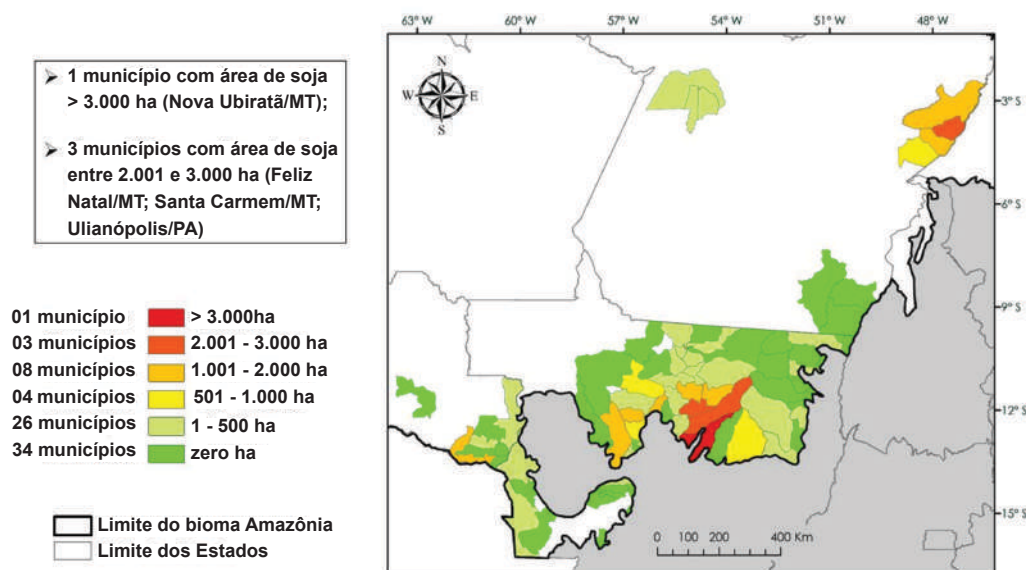 63° W 60° W 57° W 54° W 51° W 48° W
➢ 1 município com área de soja
> 3.000 ha (Nova Ubiratã/MT);
➢ 3 municípios com área de soja
entre 2.001 e 3.000 ha (Feliz
Natal/MT; Santa Carmem/MT;
Ulianópolis/PA)
N
W E
S
3° S
6° S
9° S
12° S
15° S
01 município > 3.000ha
03 municípios 2.001 - 3.000 ha
08 municípios 1.001 - 2.000 ha
04 municípios 501 - 1.000 ha
26 municípios 1 - 500 ha
34 municípios zero ha
Limite do bioma Amazônia
Limite dos Estados
0 100 200 400 Km